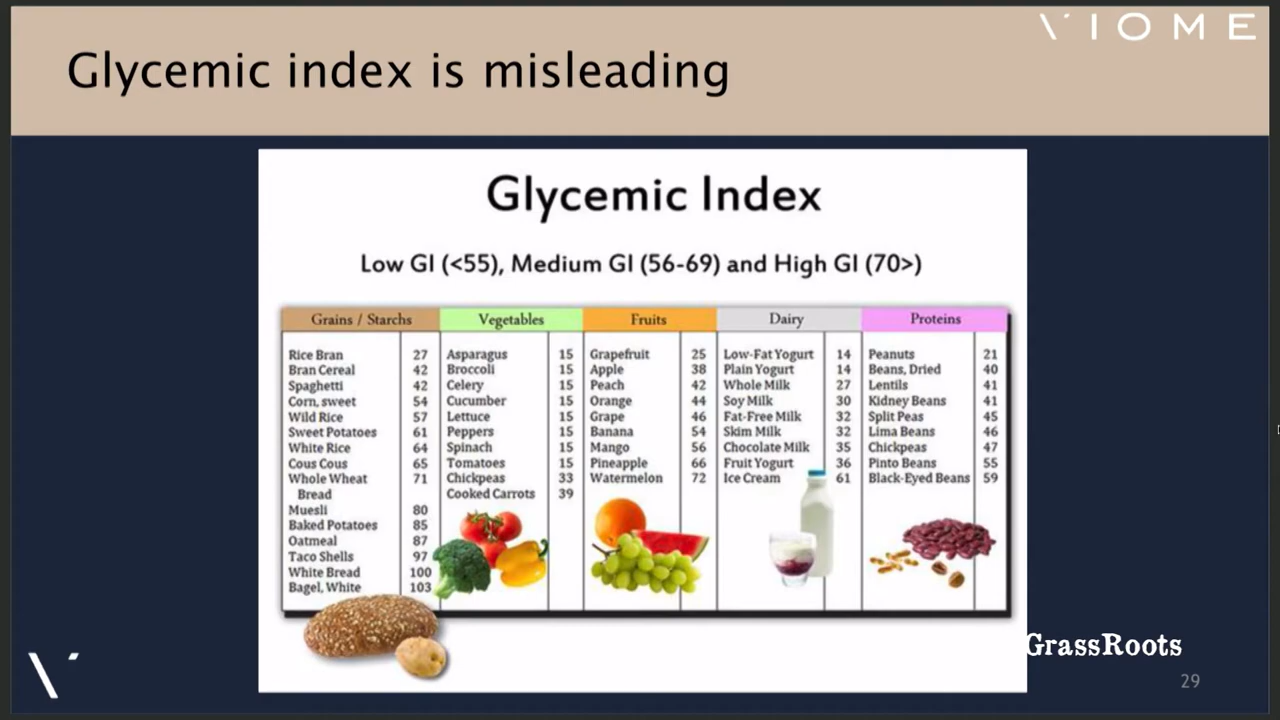 VIOME
Glycemic index is misleading
Glycemic Index
Low GI (<55), Medium GI (56-69) and High GI (70>)
Grains / Starchs
Rice Bran 27
Bran Cereal 42
Spaghetti 42
Corn, sweet 54
Wild Rice 57
Sweet Potatoes 61
White Rice 64
Cous Cous 65
Whole Wheat 71
Bread
Muesli 80
Baked Potatoes 85
Oatmeal 87
Taco Shells 97
White Bread 100
Bagel, White 103
Vegetables
Asparagus 15
Broccoli 15
Celery 15
Cucumber 15
Lettuce 15
Peppers 15
Spinach 15
Tomatoes 15
Chickpeas 33
Cooked Carrots 39
Fruits
Grapefruit 25
Apple 38
Peach 42
Orange 44
Grape 46
Banana 54
Mango 56
Pineapple 66
Watermelon 72
Dairy
Low-Fat Yogurt 14
Plain Yogurt 14
Whole Milk 27
Soy Milk 30
Fat-Free Milk 32
Skim Milk 32
Chocolate Milk 35
Fruit Yogurt 36
Ice Cream 61
Proteins
Peanuts 21
Beans, Dried 40
Lentils 41
Kidney Beans 41
Split Peas 45
Lima Beans 46
Chickpeas 47
Pinto Beans 55
Black-Eyed Beans 59
GrassRoots
29